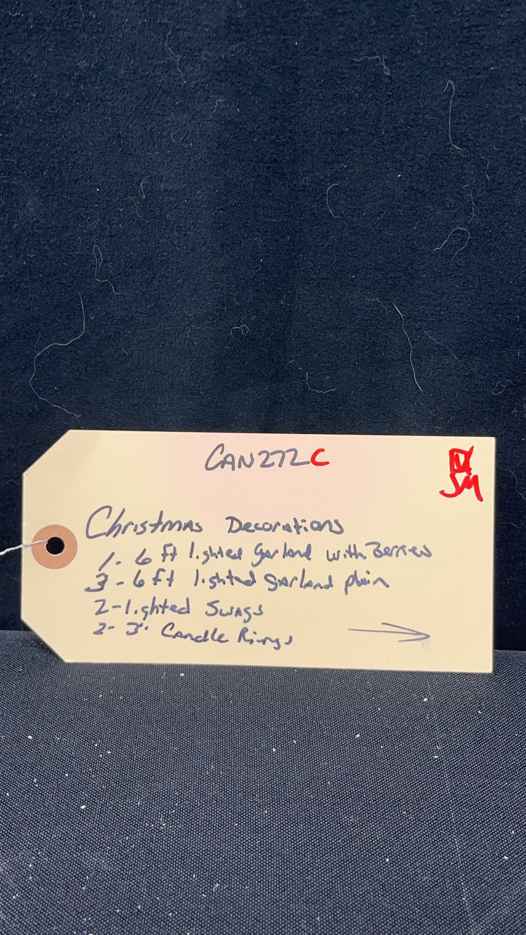 CAN272C
SM
Christmas Decorations
1- 6 ft lighted Garland with Berries
3- 6 ft lighted garland plain
2-lighted Swags
2- 3" Candle Rings